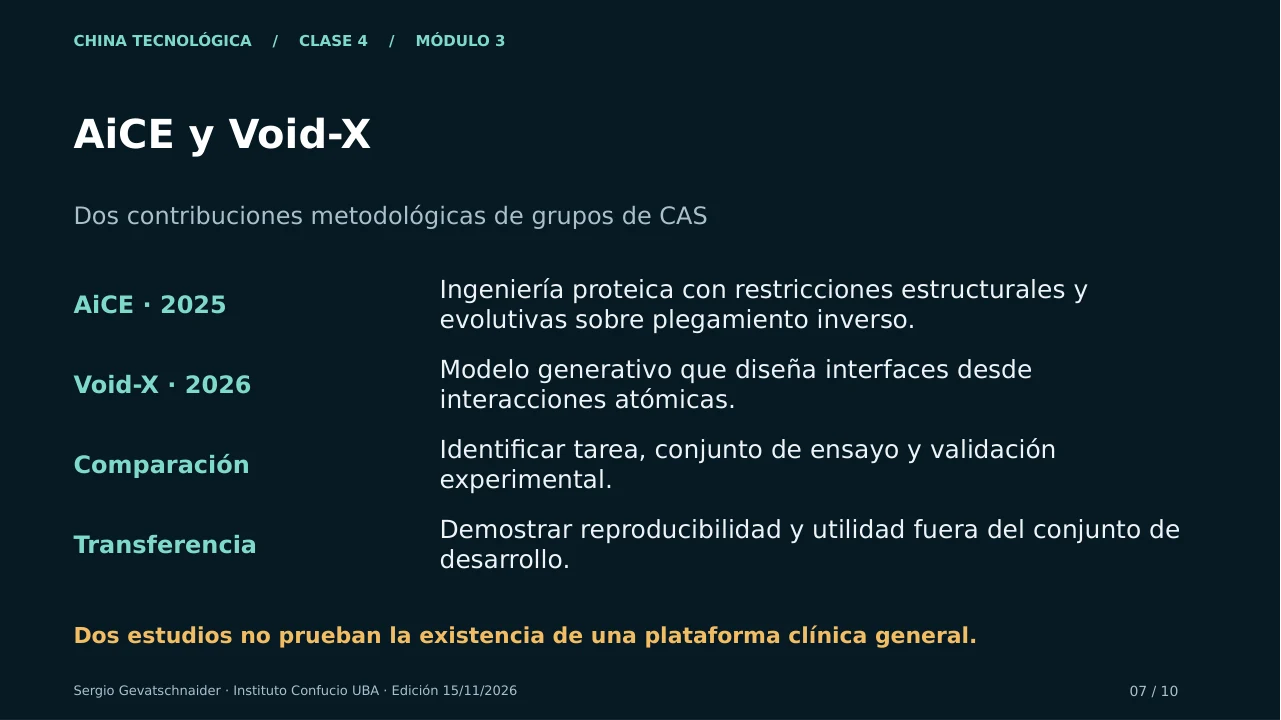 CHINA TECNOLÓGICA / CLASE 4 / MÓDULO 3
AiCE y Void-X
Dos contribuciones metodológicas de grupos de CAS
AiCE · 2025
Ingeniería proteica con restricciones estructurales y
evolutivas sobre plegamiento inverso.
Void-X · 2026
Modelo generativo que diseña interfaces desde
interacciones atómicas.
Comparación
Identificar tarea, conjunto de ensayo y validación
experimental.
Transferencia
Demostrar reproducibilidad y utilidad fuera del conjunto de
desarrollo.
Dos estudios no prueban la existencia de una plataforma clínica general.
Sergio Gevatschnaider · Instituto Confucio UBA · Edición 15/11/2026
07 / 10